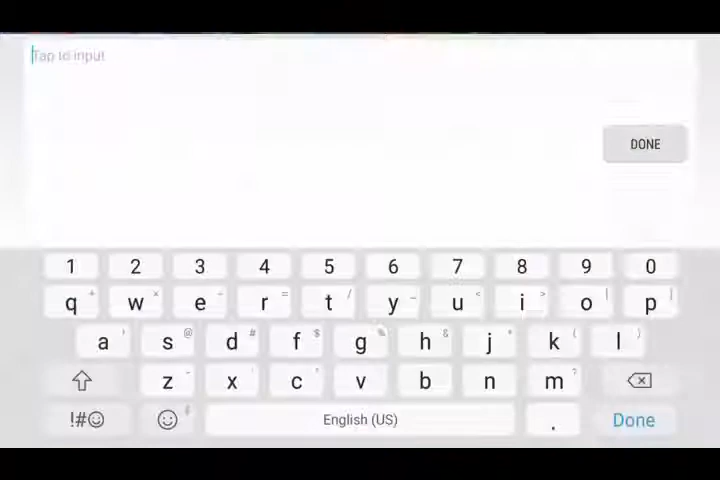 Tap to input
DONE
1 2 3 4 5 6 7 8 9 0
q w e r t y u i o p
a s d f g h j k l
z x c v b n m
!#☺ English (US) . Done